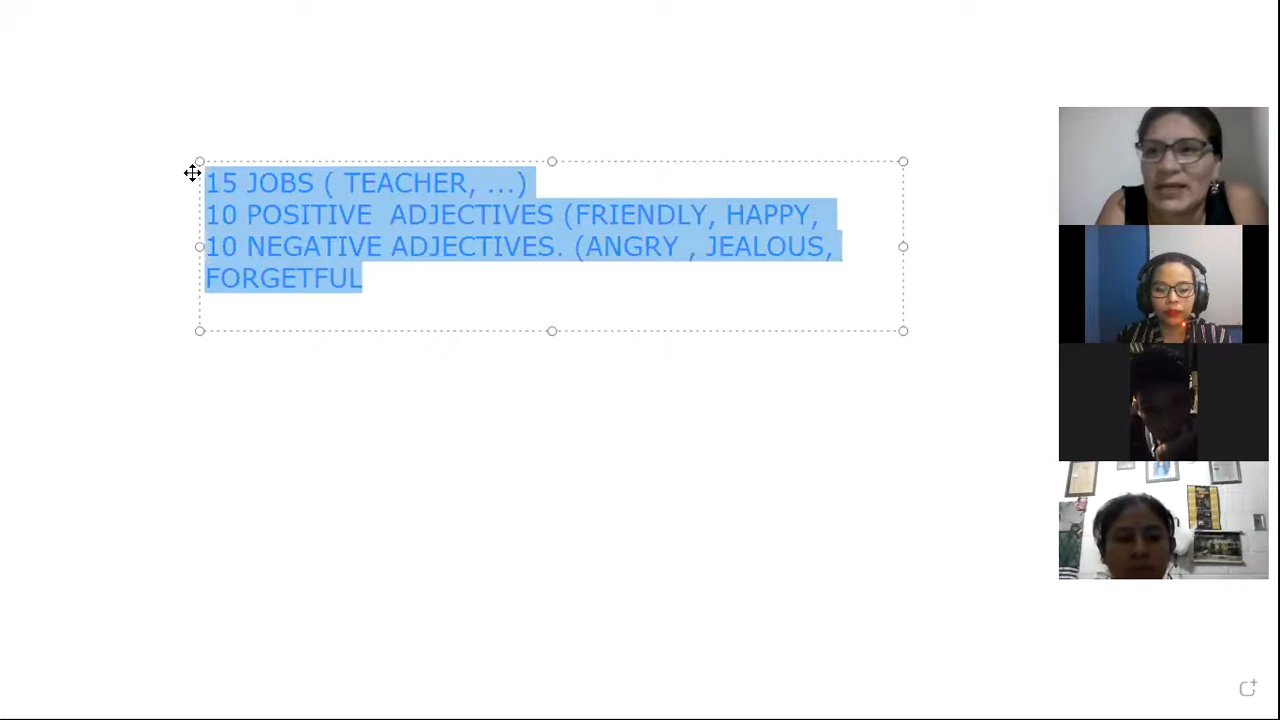 15 JOBS ( TEACHER, ...)
10 POSITIVE  ADJECTIVES (FRIENDLY, HAPPY,
10 NEGATIVE ADJECTIVES. (ANGRY , JEALOUS,
FORGETFUL